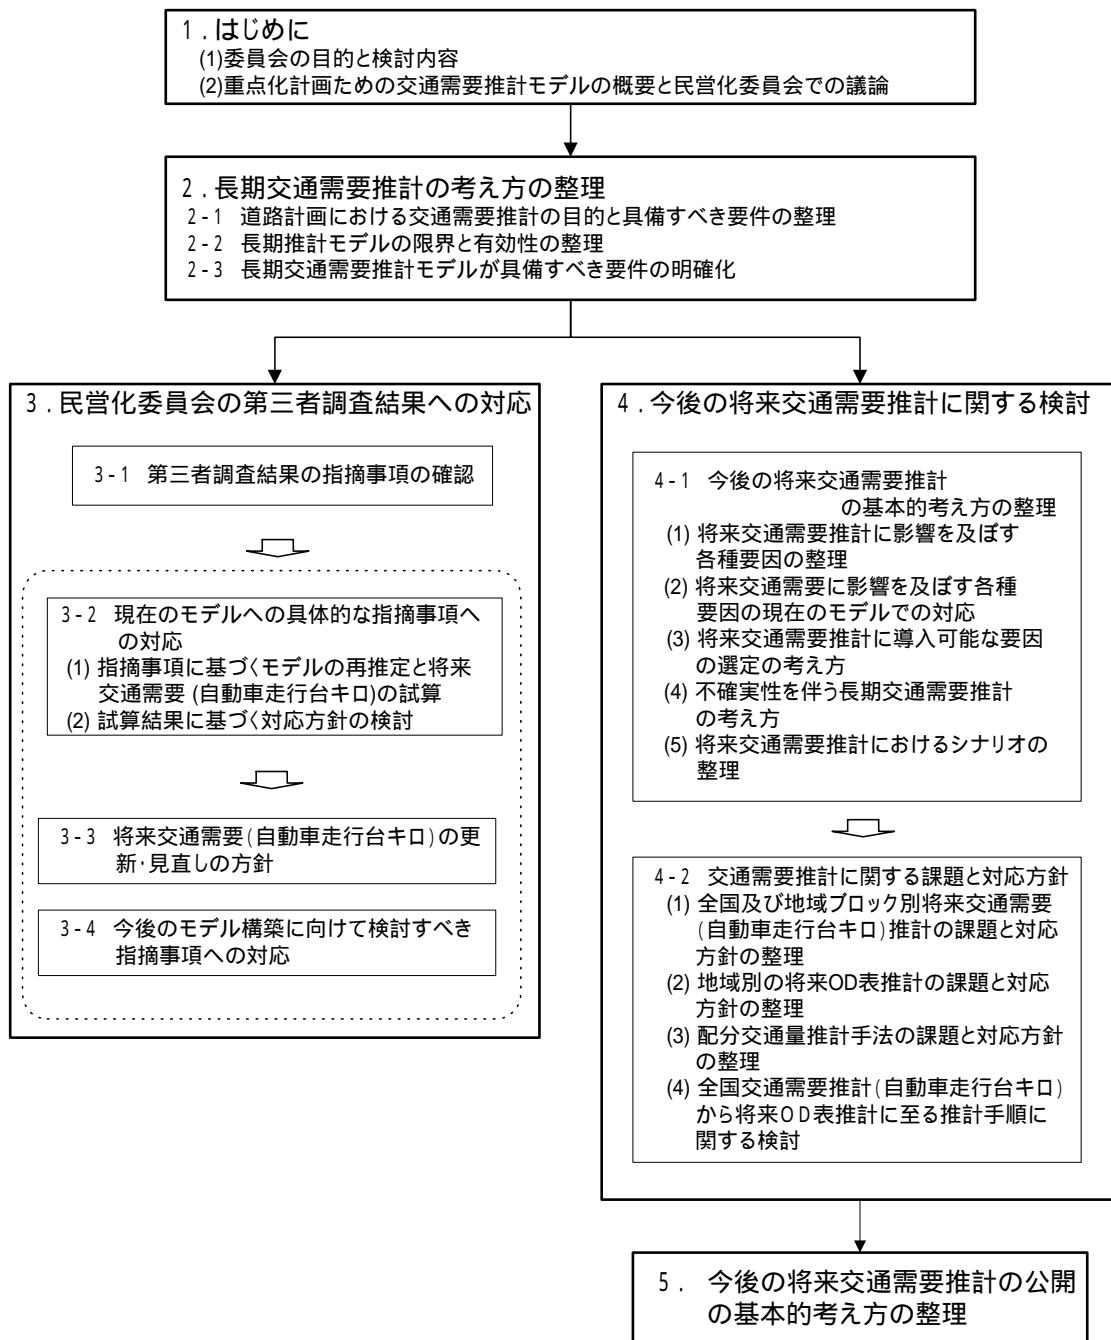 1．はじめに
(1)委員会の目的と検討内容
(2)重点化計画ための交通需要推計モデルの概要と民営化委員会での議論
2．長期交通需要推計の考え方の整理
2-1 道路計画における交通需要推計の目的と具備すべき要件の整理
2-2 長期推計モデルの限界と有効性の整理
2-3 長期交通需要推計モデルが具備すべき要件の明確化
3．民営化委員会の第三者調査結果への対応
3-1 第三者調査結果の指摘事項の確認
3-2 現在のモデルへの具体的な指摘事項へ
の対応
(1) 指摘事項に基づくモデルの再推定と将来
交通需要(自動車走行台キロ)の試算
(2) 試算結果に基づく対応方針の検討
3-3 将来交通需要(自動車走行台キロ)の更
新･見直しの方針
3-4 今後のモデル構築に向けて検討すべき
指摘事項への対応
4．今後の将来交通需要推計に関する検討
4-1 今後の将来交通需要推計
の基本的考え方の整理
(1) 将来交通需要推計に影響を及ぼす
各種要因の整理
(2) 将来交通需要に影響を及ぼす各種
要因の現在のモデルでの対応
(3) 将来交通需要推計に導入可能な要因
の選定の考え方
(4) 不確実性を伴う長期交通需要推計
の考え方
(5) 将来交通需要推計におけるシナリオの
整理
4-2 交通需要推計に関する課題と対応方針
(1) 全国及び地域ブロック別将来交通需要
(自動車走行台キロ)推計の課題と対応
方針の整理
(2) 地域別の将来OD表推計の課題と対応
方針の整理
(3) 配分交通量推計手法の課題と対応方針
の整理
(4) 全国交通需要推計(自動車走行台キロ)
から将来OD表推計に至る推計手順に
関する検討
5． 今後の将来交通需要推計の公開
の基本的考え方の整理